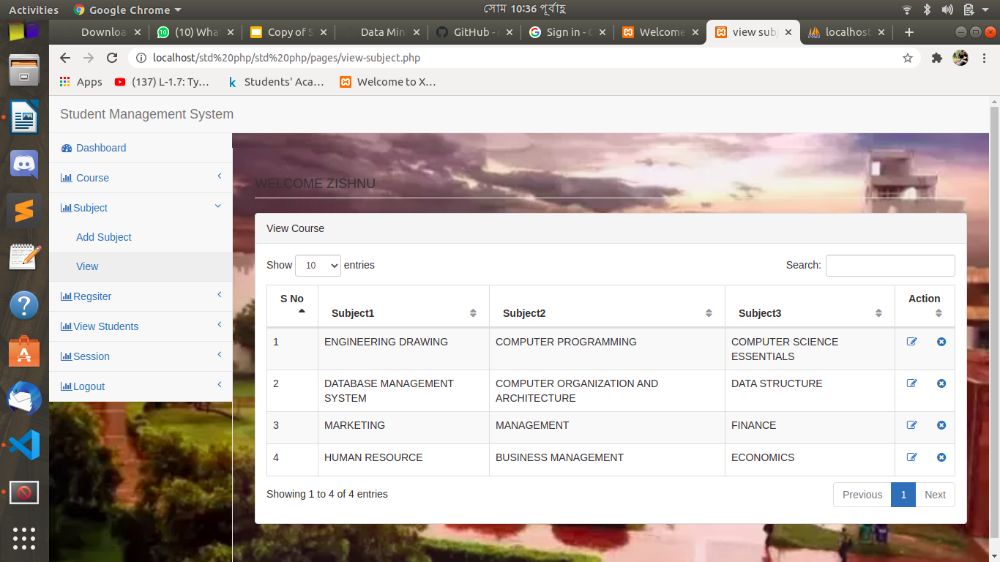 Activities Google Chrome সোম 10:36 পূর্বাহ্ণ
Downloa (10) Wha Copy of S Data Min GitHub - Sign in - Welcome view sub localhost
localhost/std%20php/std%20php/pages/view-subject.php
Apps (137) L-1.7: Ty... Students' Aca... Welcome to X...
Student Management System
Dashboard
Course
Subject
Add Subject
View
Regsiter
View Students
Session
Logout
WELCOME ZISHNU
View Course
Show 10 entries Search:
S No Subject1 Subject2 Subject3 Action
1 ENGINEERING DRAWING COMPUTER PROGRAMMING COMPUTER SCIENCE
ESSENTIALS
2 DATABASE MANAGEMENT COMPUTER ORGANIZATION AND DATA STRUCTURE
SYSTEM ARCHITECTURE
3 MARKETING MANAGEMENT FINANCE
4 HUMAN RESOURCE BUSINESS MANAGEMENT ECONOMICS
Showing 1 to 4 of 4 entries Previous 1 Next